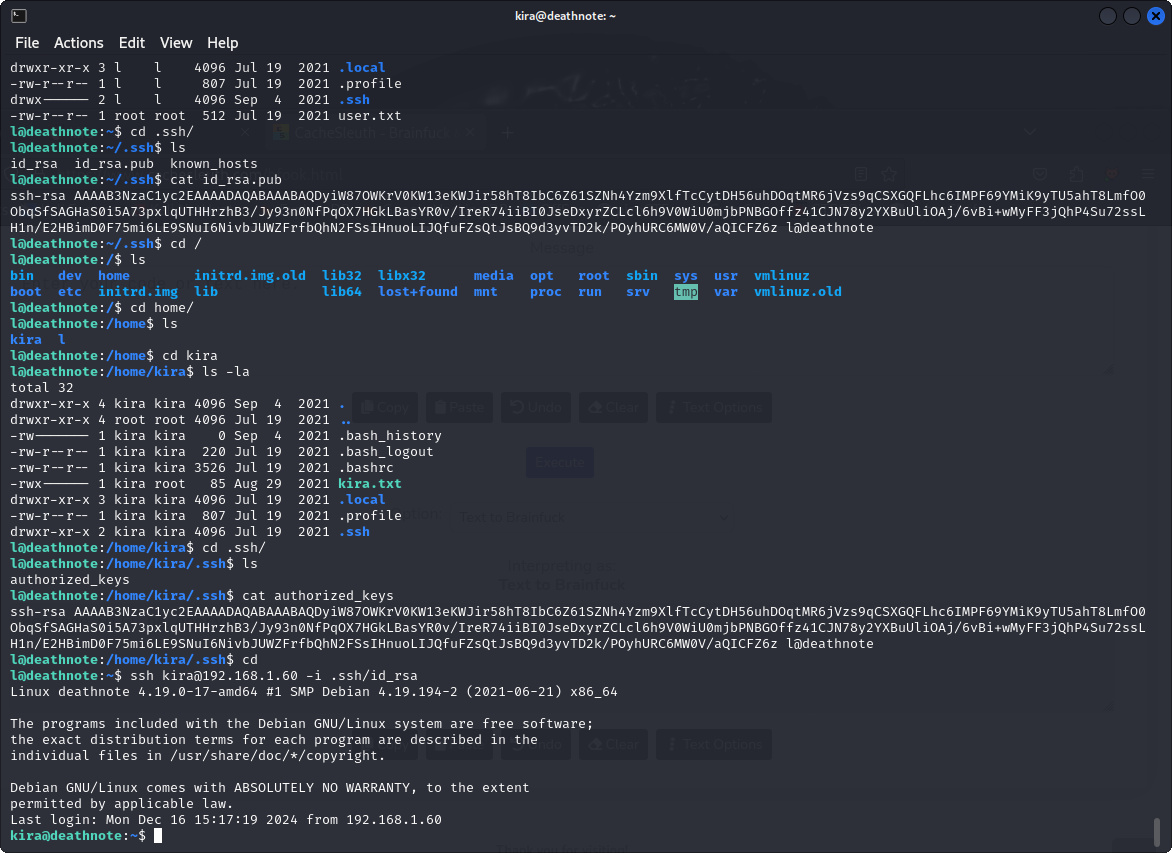 kira@deathnote: ~
File Actions Edit View Help
drwxr-xr-x 3 l    l    4096 Jul 19  2021 .local
-rw-r--r-- 1 l    l     807 Jul 19  2021 .profile
drwx------ 2 l    l    4096 Sep  4  2021 .ssh
-rw-r--r-- 1 root root  512 Jul 19  2021 user.txt
l@deathnote:~$ cd .ssh/
l@deathnote:~/.ssh$ ls
id_rsa  id_rsa.pub  known_hosts
l@deathnote:~/.ssh$ cat id_rsa.pub
ssh-rsa AAAAB3NzaC1yc2EAAAADAQABAAABAQDyiW87OWKrV0KW13eKWJir58hT8IbC6Z61SZNh4Yzm9XlfTcCytDH56uhDOqtMR6jVzs9qCSXGQFLhc6IMPF69YMiK9yTU5ahT8LmfO0
ObqSfSAGHaS0i5A73pxlqUTHHrzhB3/Jy93n0NfPqOX7HGkLBasYR0v/IreR74iiBI0JseDxyrZCLcl6h9V0WiU0mjbPNBGOffz41CJN78y2YXBuUliOAj/6vBi+wMyFF3jQhP4Su72ssL
H1n/E2HBimD0F75mi6LE9SNuI6NivbJUWZFrfbQhN2FSsIHnuoLIJQfuFZsQtJsBQ9d3yvTD2k/POyhURC6MW0V/aQICFZ6z l@deathnote
l@deathnote:~/.ssh$ cd /
l@deathnote:/$ ls
bin   dev  home        initrd.img.old  lib32  libx32      media  opt   root  sbin  sys  usr  vmlinuz
boot  etc  initrd.img  lib             lib64  lost+found  mnt    proc  run   srv   tmp  var  vmlinuz.old
l@deathnote:/$ cd home/
l@deathnote:/home$ ls
kira  l
l@deathnote:/home$ cd kira
l@deathnote:/home/kira$ ls -la
total 32
drwxr-xr-x 4 kira kira 4096 Sep  4  2021 .
drwxr-xr-x 4 root root 4096 Jul 19  2021 ..
-rw------- 1 kira kira    0 Sep  4  2021 .bash_history
-rw-r--r-- 1 kira kira  220 Jul 19  2021 .bash_logout
-rw-r--r-- 1 kira kira 3526 Jul 19  2021 .bashrc
-rwx------ 1 kira root   85 Aug 29  2021 kira.txt
drwxr-xr-x 3 kira kira 4096 Jul 19  2021 .local
-rw-r--r-- 1 kira kira  807 Jul 19  2021 .profile
drwxr-xr-x 2 kira kira 4096 Jul 19  2021 .ssh
l@deathnote:/home/kira$ cd .ssh/
l@deathnote:/home/kira/.ssh$ ls
authorized_keys
l@deathnote:/home/kira/.ssh$ cat authorized_keys
ssh-rsa AAAAB3NzaC1yc2EAAAADAQABAAABAQDyiW87OWKrV0KW13eKWJir58hT8IbC6Z61SZNh4Yzm9XlfTcCytDH56uhDOqtMR6jVzs9qCSXGQFLhc6IMPF69YMiK9yTU5ahT8LmfO0
ObqSfSAGHaS0i5A73pxlqUTHHrzhB3/Jy93n0NfPqOX7HGkLBasYR0v/IreR74iiBI0JseDxyrZCLcl6h9V0WiU0mjbPNBGOffz41CJN78y2YXBuUliOAj/6vBi+wMyFF3jQhP4Su72ssL
H1n/E2HBimD0F75mi6LE9SNuI6NivbJUWZFrfbQhN2FSsIHnuoLIJQfuFZsQtJsBQ9d3yvTD2k/POyhURC6MW0V/aQICFZ6z l@deathnote
l@deathnote:/home/kira/.ssh$ cd
l@deathnote:~$ ssh kira@192.168.1.60 -i .ssh/id_rsa
Linux deathnote 4.19.0-17-amd64 #1 SMP Debian 4.19.194-2 (2021-06-21) x86_64
The programs included with the Debian GNU/Linux system are free software;
the exact distribution terms for each program are described in the
individual files in /usr/share/doc/*/copyright.
Debian GNU/Linux comes with ABSOLUTELY NO WARRANTY, to the extent
permitted by applicable law.
Last login: Mon Dec 16 15:17:19 2024 from 192.168.1.60
kira@deathnote:~$